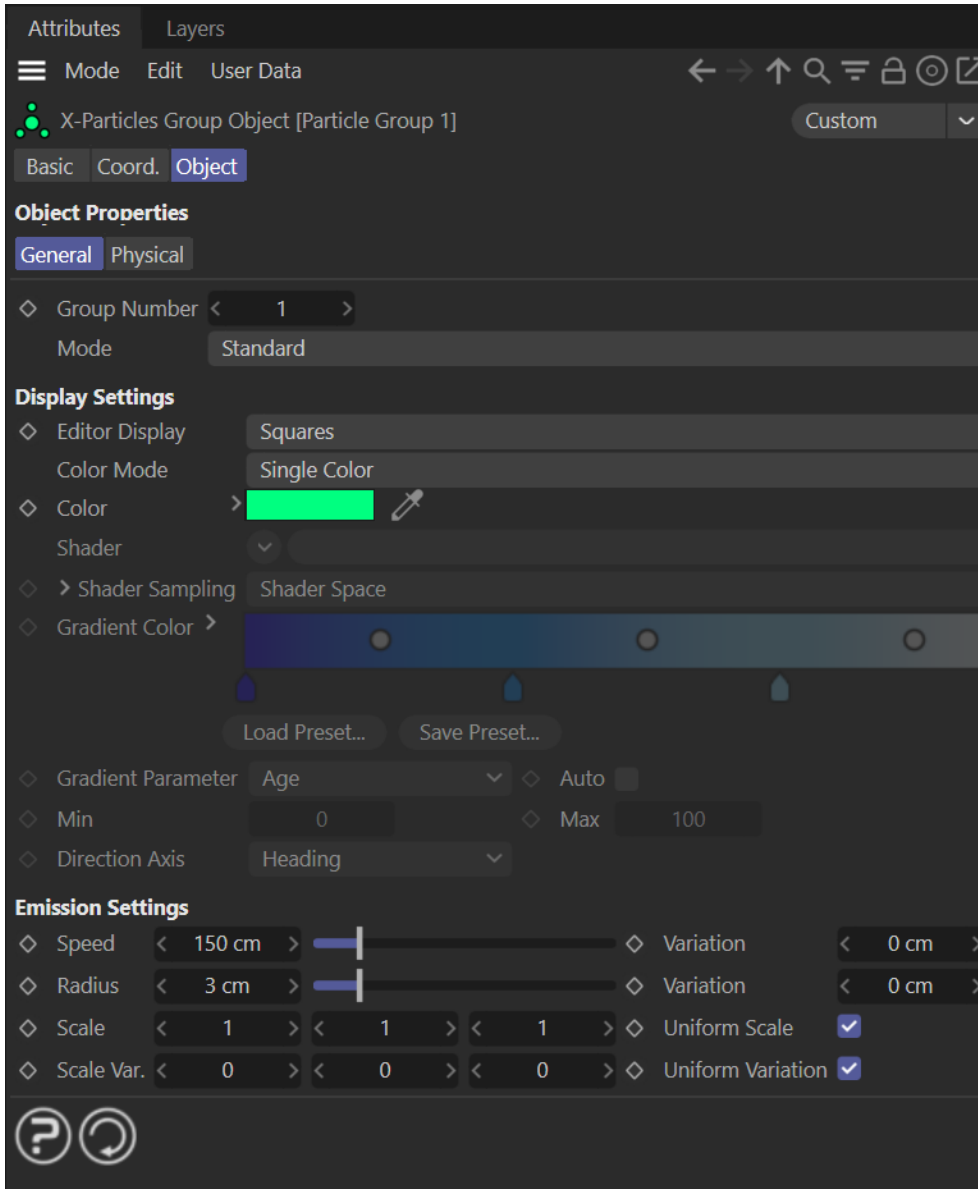 Attributes Layers
Mode Edit User Data
X-Particles Group Object [Particle Group 1] Custom
Basic Coord. Object
Object Properties
General Physical
Group Number 1
Mode Standard
Display Settings
Editor Display Squares
Color Mode Single Color
Color
Shader
Shader Sampling Shader Space
Gradient Color
Load Preset... Save Preset...
Gradient Parameter Age Auto
Min 0 Max 100
Direction Axis Heading
Emission Settings
Speed 150 cm Variation 0 cm
Radius 3 cm Variation 0 cm
Scale 1 1 1 Uniform Scale
Scale Var. 0 0 0 Uniform Variation